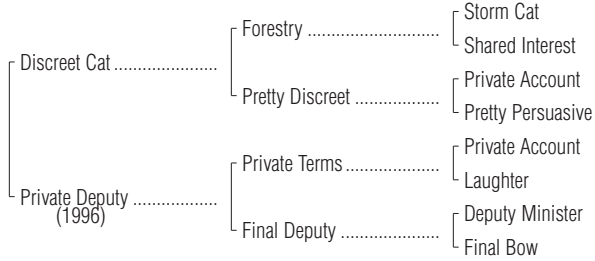 Storm Cat
Forestry ............................
Shared Interest
Discreet Cat ......................
Private Account
Pretty Discreet ..................
Pretty Persuasive
Private Account
Private Terms ....................
Laughter
Private Deputy ..................
(1996)
Deputy Minister
Final Deputy .....................
Final Bow